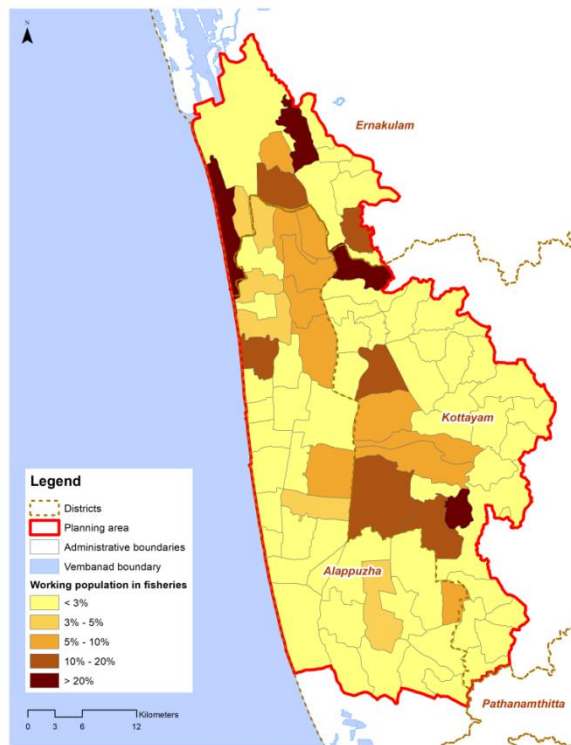 N
Ernakulam
Kottayam
Alappuzha
Pathanamthitta
Legend
Districts
Planning area
Administrative boundaries
Vembanad boundary
Working population in fisheries
< 3%
3% - 5%
5% - 10%
10% - 20%
> 20%
Kilometers
0 3 6 12